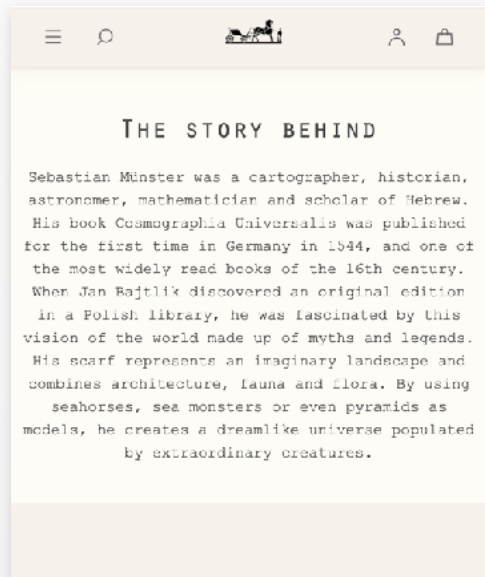 THE STORY BEHIND
Sebastian Münster was a cartographer, historian,
astronomer, mathematician and scholar of Hebrew.
His book Cosmographia Universalis was published
for the first time in Germany in 1544, and one of
the most widely read books of the 16th century.
When Jan Bajtlik discovered an original edition
in a Polish library, he was fascinated by this
vision of the world made up of myths and legends.
His scarf represents an imaginary landscape and
combines architecture, fauna and flora. By using
seahorses, sea monsters or even pyramids as
models, he creates a dreamlike universe populated
by extraordinary creatures.